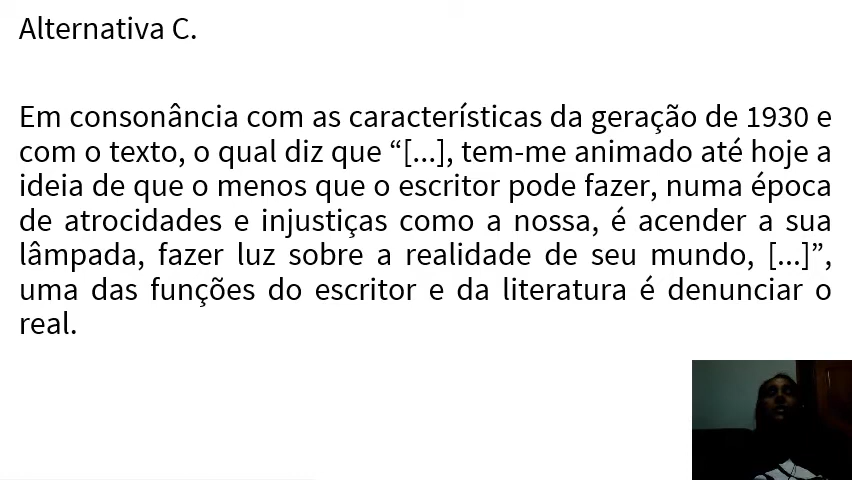 Alternativa C.
Em consonância com as características da geração de 1930 e
com o texto, o qual diz que “[...], tem-me animado até hoje a
ideia de que o menos que o escritor pode fazer, numa época
de atrocidades e injustiças como a nossa, é acender a sua
lâmpada, fazer luz sobre a realidade de seu mundo, [...]”,
uma das funções do escritor e da literatura é denunciar o
real.